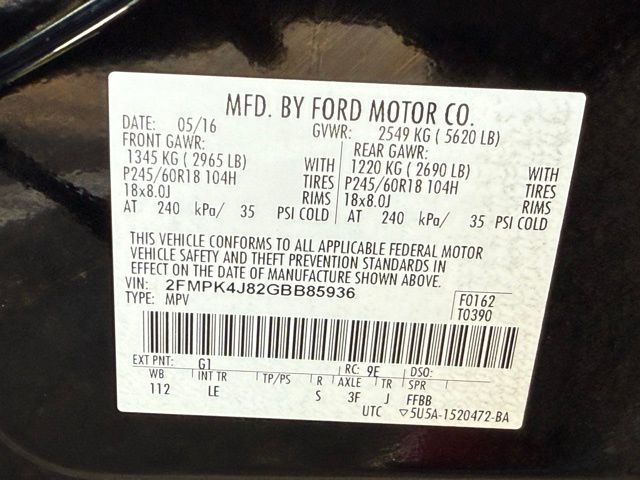 MFD. BY FORD MOTOR CO.
DATE: 05/16 GVWR: 2549 KG ( 5620 LB)
FRONT GAWR: REAR GAWR:
1345 KG ( 2965 LB) WITH 1220 KG ( 2690 LB) WITH
P245/60R18 104H TIRES P245/60R18 104H TIRES
18x8.0J RIMS 18x8.0J RIMS
AT 240 kPa/ 35 PSI COLD AT 240 kPa/ 35 PSI COLD
THIS VEHICLE CONFORMS TO ALL APPLICABLE FEDERAL MOTOR
VEHICLE SAFETY AND THEFT PREVENTION STANDARDS IN
EFFECT ON THE DATE OF MANUFACTURE SHOWN ABOVE.
VIN: 2FMPK4J82GBB85936 F0162
TYPE: MPV T0390
EXT PNT: G1 RC: 9E DSO:
WB INT TR TP/PS R AXLE TR SPR
112 LE S 3F J FFBB
UTC ▽5U5A-1520472-BA